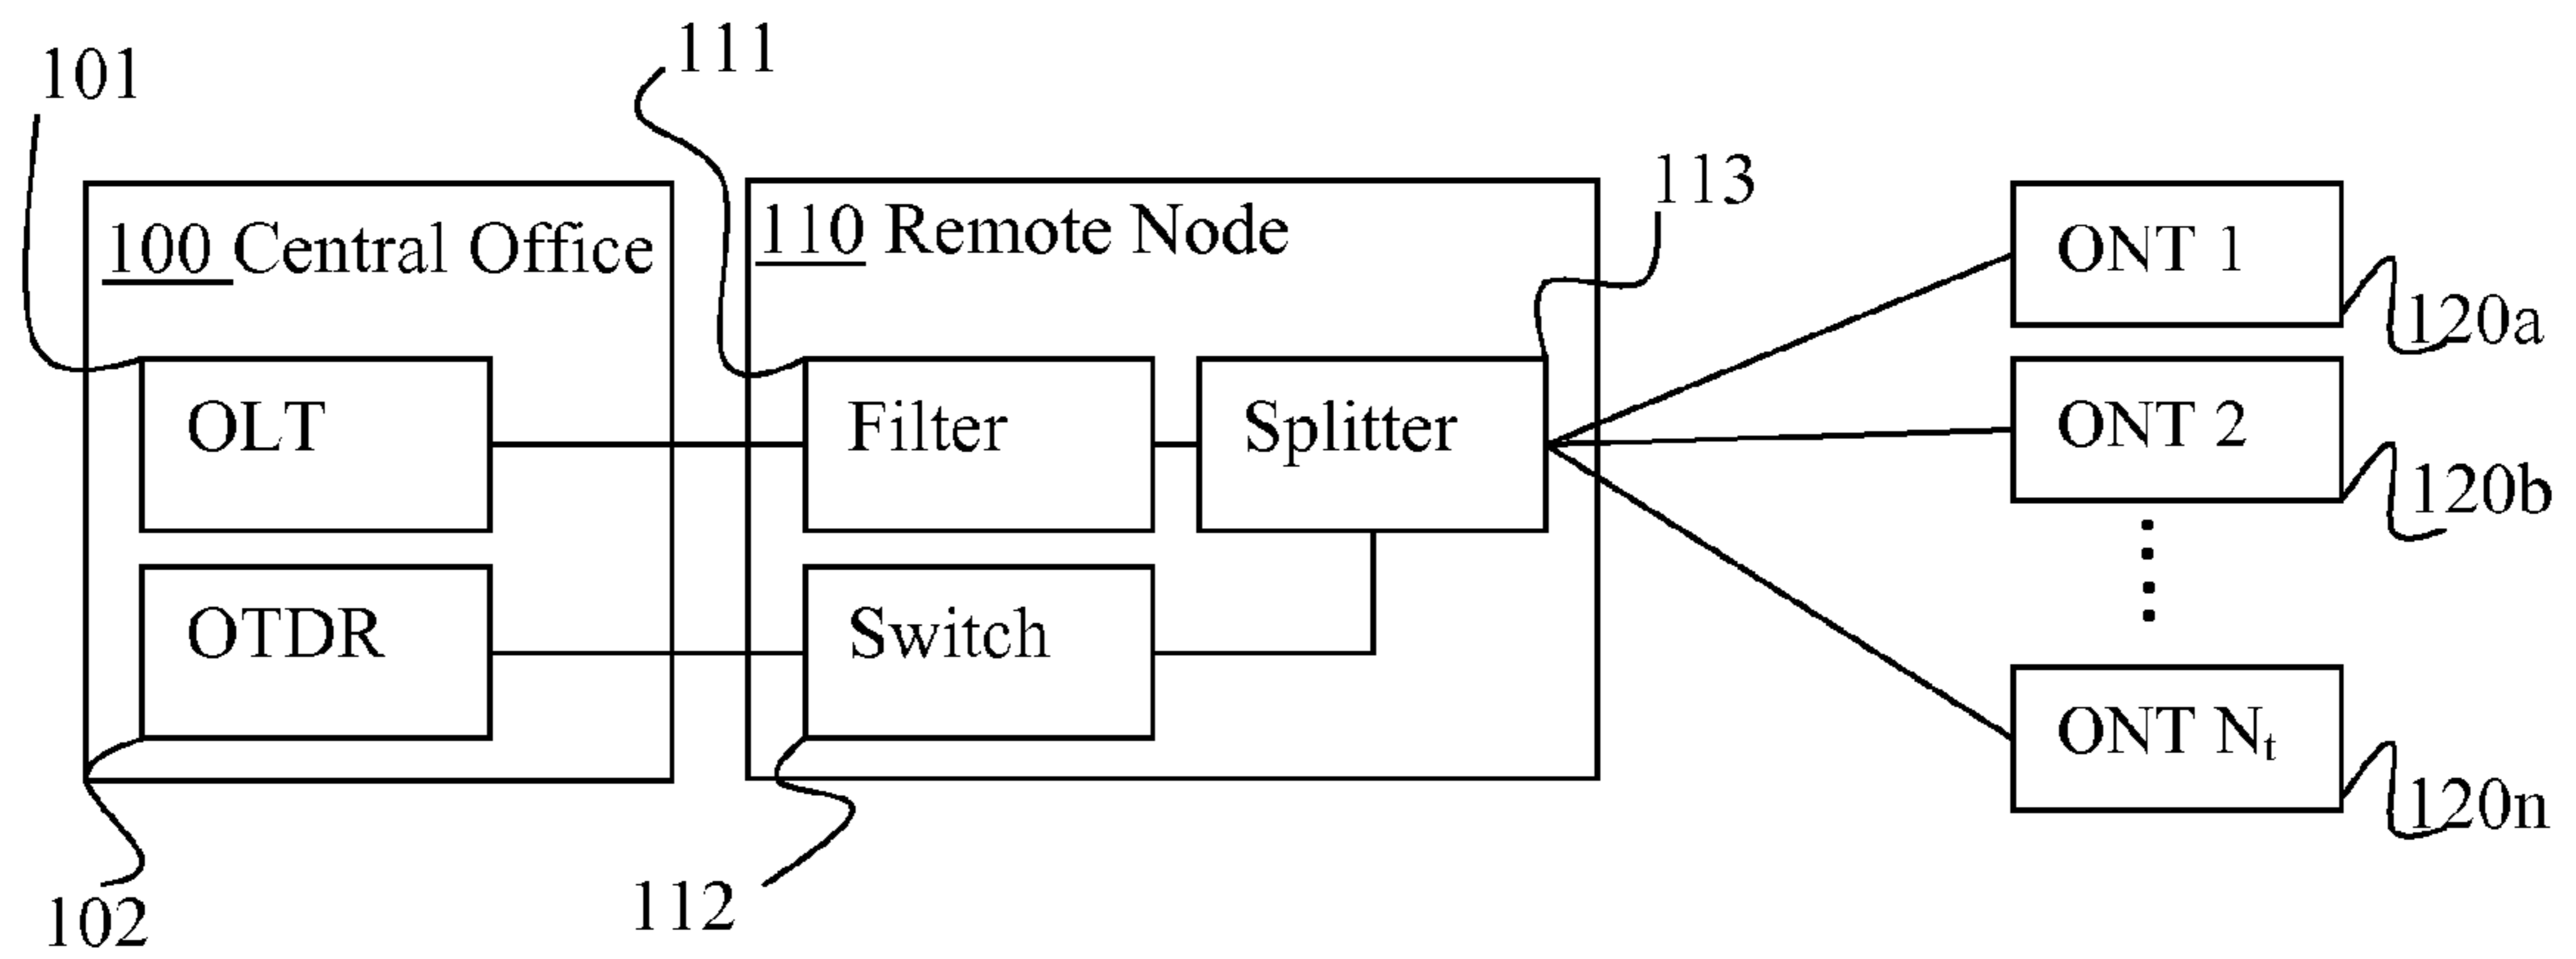 101
111
113
100 Central Office
110 Remote Node
ONT 1
120a
OLT
Filter
Splitter
ONT 2
120b
OTDR
Switch
ONT Nt
120n
102
112